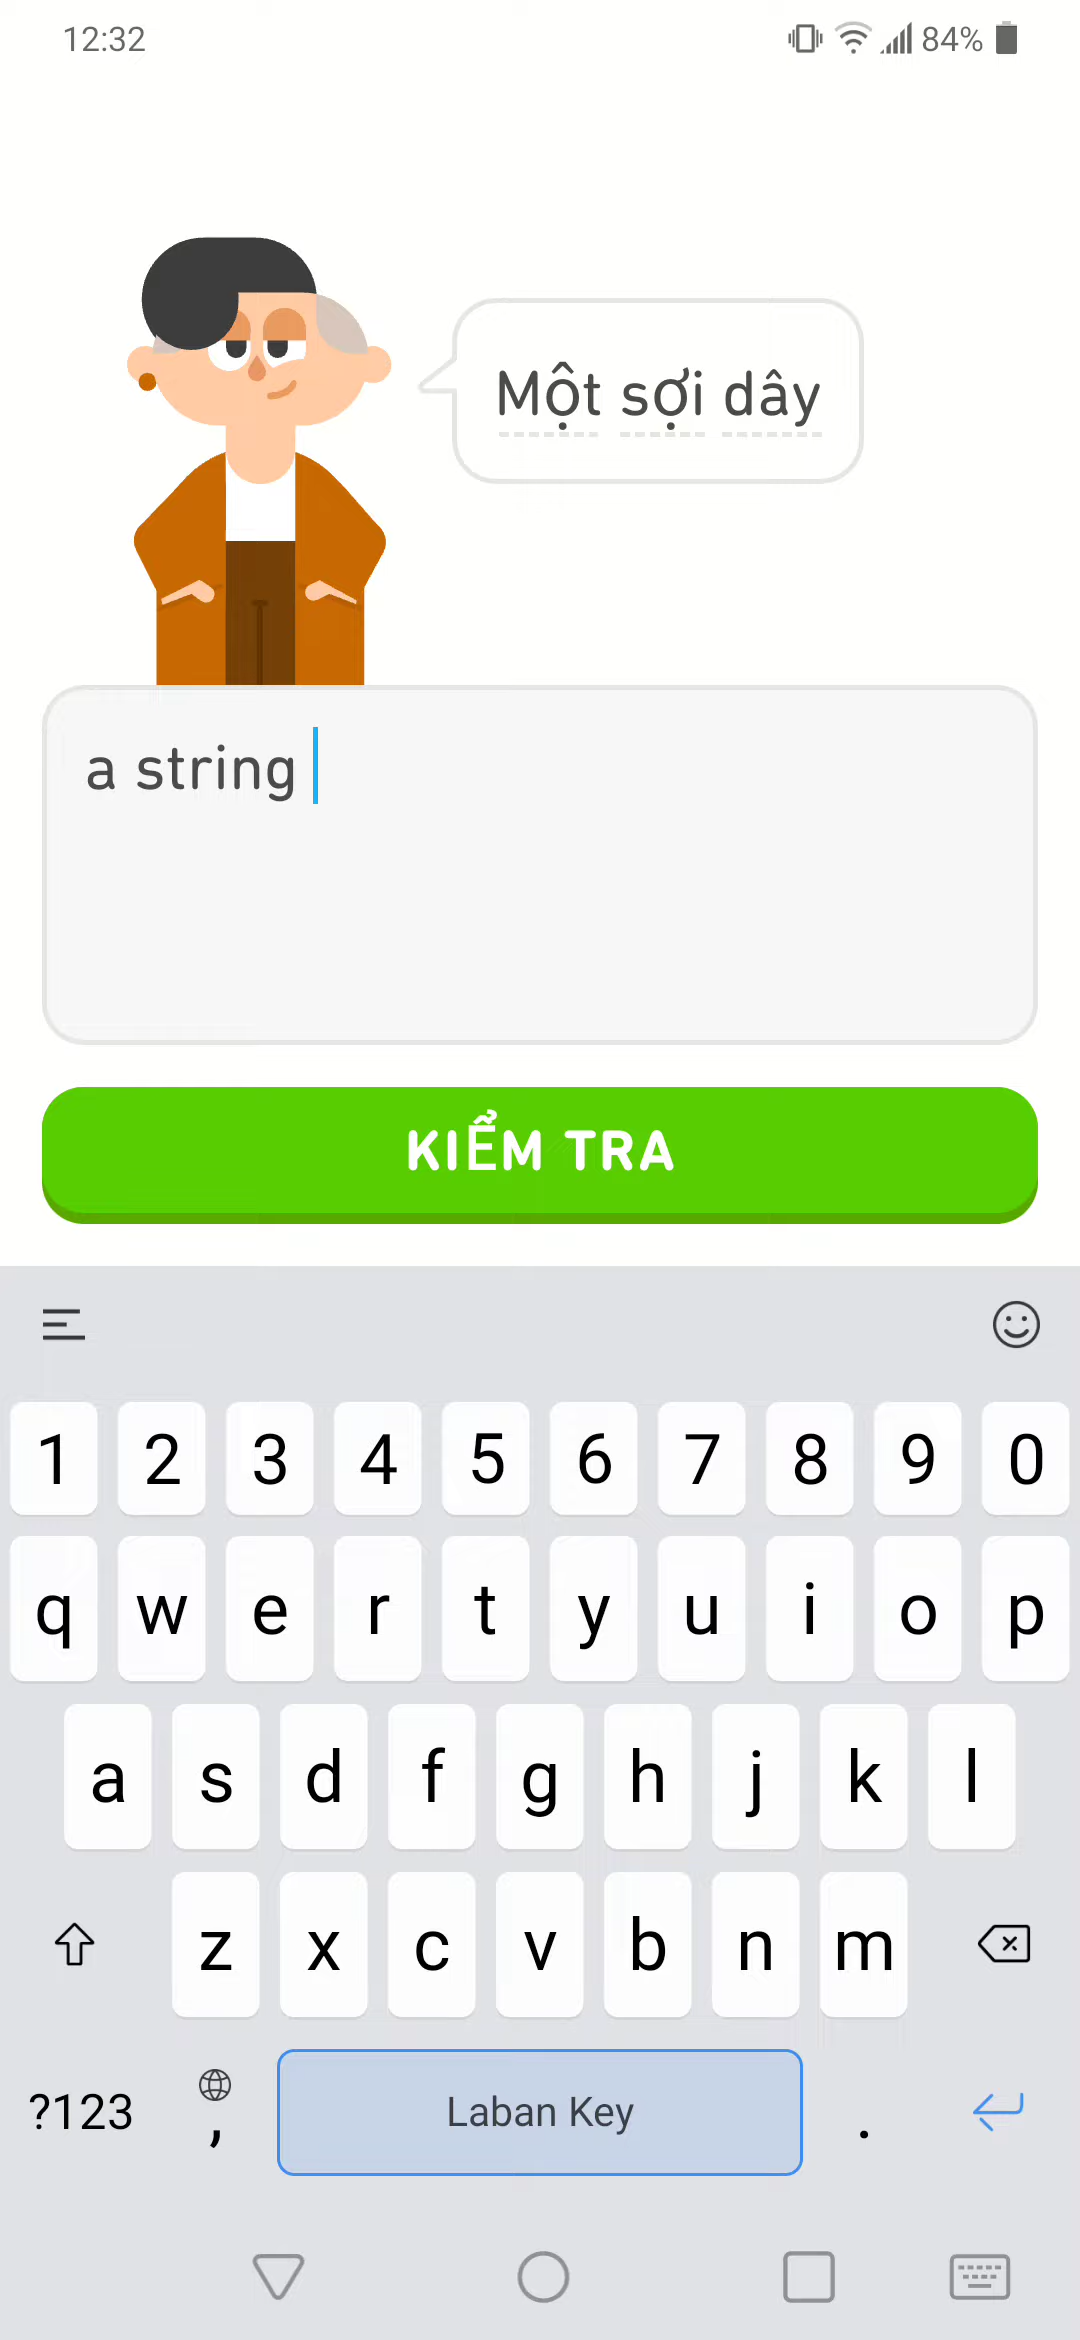 12:32 84%
Một sợi dây
a string
KIỂM TRA
1 2 3 4 5 6 7 8 9 0
q w e r t y u i o p
a s d f g h j k l
z x c v b n m
?123 , Laban Key .